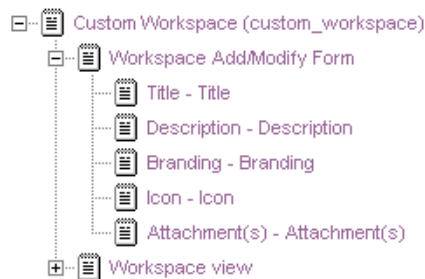 Custom Workspace (custom_workspace)
Workspace Add/Modify Form
Title - Title
Description - Description
Branding - Branding
Icon - Icon
Attachment(s) - Attachment(s)
Workspace view